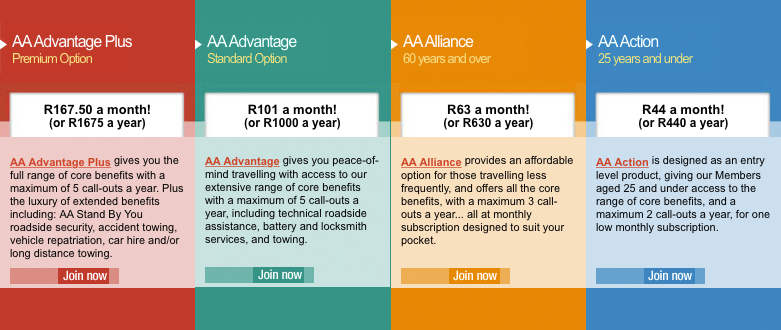 AA Advantage Plus
Premium Option
R167.50 a month!
(or R1675 a year)
AA Advantage Plus gives you the
full range of core benefits with a
maximum of 5 call-outs a year. Plus
the luxury of extended benefits
including: AA Stand By You
roadside security, accident towing,
vehicle repatriation, car hire and/or
long distance towing.
Join now
AA Advantage
Standard Option
R101 a month!
(or R1000 a year)
AA Advantage gives you peace-of-
mind travelling with access to our
extensive range of core benefits
with a maximum of 5 call-outs a
year, including technical roadside
assistance, battery and locksmith
services, and towing.
Join now
AA Alliance
60 years and over
R63 a month!
(or R630 a year)
AA Alliance provides an affordable
option for those travelling less
frequently, and offers all the core
benefits, with a maximum 3 call-
outs a year... all at monthly
subscription designed to suit your
pocket.
Join now
AA Action
25 years and under
R44 a month!
(or R440 a year)
AA Action is designed as an entry
level product, giving our Members
aged 25 and under access to the
range of core benefits, and a
maximum 2 call-outs a year, for one
low monthly subscription.
Join now